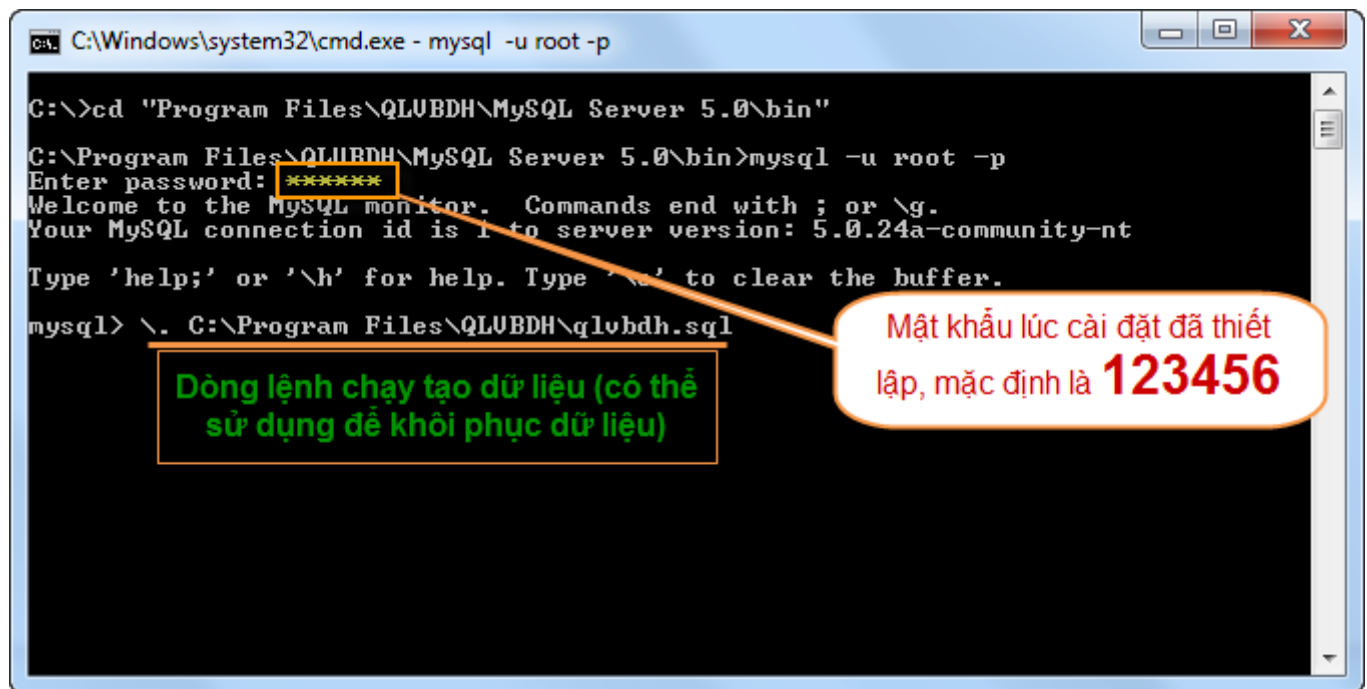 C:\Windows\system32\cmd.exe - mysql  -u root -p
C:\>cd "Program Files\QLVBDH\MySQL Server 5.0\bin"
C:\Program Files\QLVBDH\MySQL Server 5.0\bin>mysql -u root -p
Enter password: ******
Welcome to the MySQL monitor.  Commands end with ; or \g.
Your MySQL connection id is 1 to server version: 5.0.24a-community-nt
Type 'help;' or '\h' for help. Type '\c' to clear the buffer.
mysql> \. C:\Program Files\QLVBDH\qlvbdh.sql
Mật khẩu lúc cài đặt đã thiết
lập, mặc định là 123456
Dòng lệnh chạy tạo dữ liệu (có thể
sử dụng để khôi phục dữ liệu)